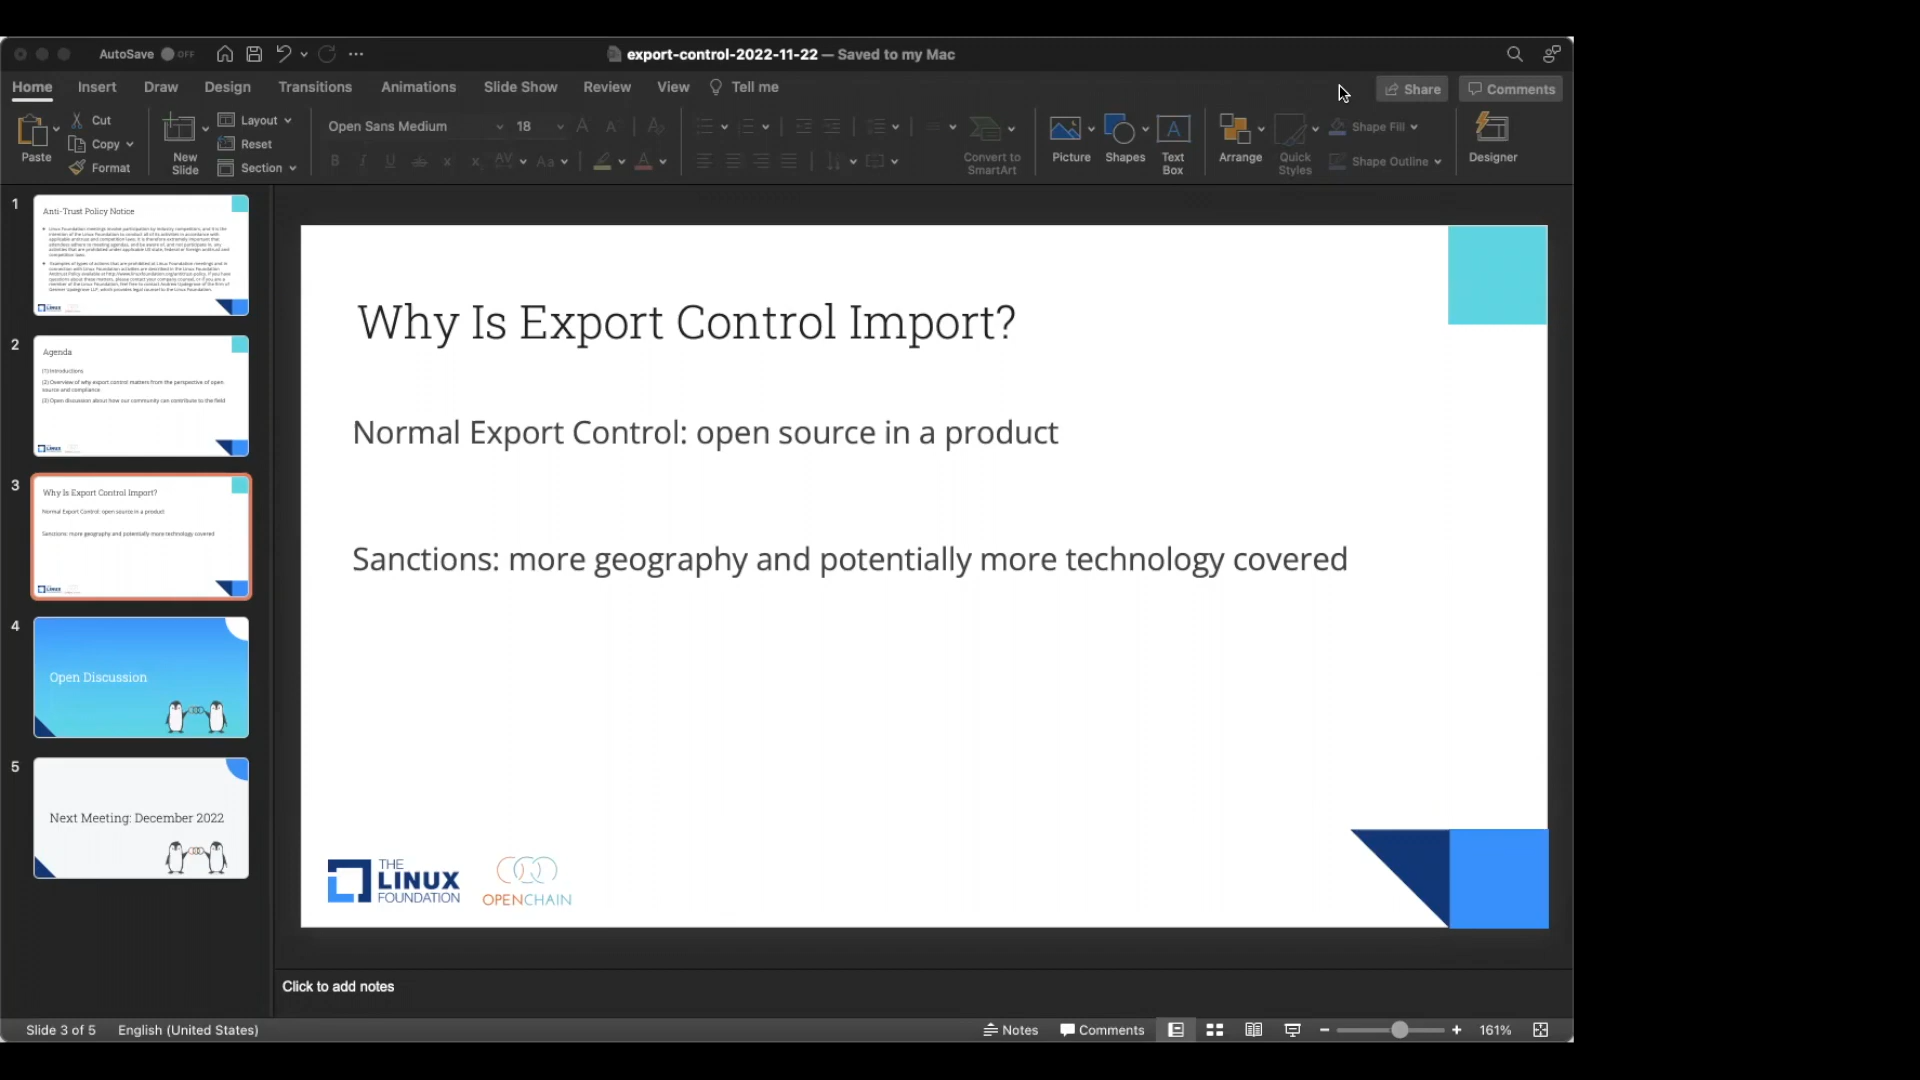 AutoSave OFF
export-control-2022-11-22 — Saved to my Mac
Home Insert Draw Design Transitions Animations Slide Show Review View Tell me
Share Comments
Paste
Cut
Copy
Format
New
Slide
Layout
Reset
Section
Open Sans Medium 18
Convert to
SmartArt
Picture
Shapes
Text
Box
Arrange
Quick
Styles
Shape Fill
Shape Outline
Designer
1
Anti-Trust Policy Notice
2
Agenda
(1) Introductions
(2) Overview of why export control matters from the perspective of open
source and compliance
(3) Open discussion about how our community can contribute to the field
3
Why Is Export Control Import?
Normal Export Control: open source in a product
Sanctions: more geography and potentially more technology covered
4
Open Discussion
5
Next Meeting: December 2022
Why Is Export Control Import?
Normal Export Control: open source in a product
Sanctions: more geography and potentially more technology covered
THE
LINUX
FOUNDATION
OPENCHAIN
Click to add notes
Slide 3 of 5 English (United States)
Notes Comments 161%